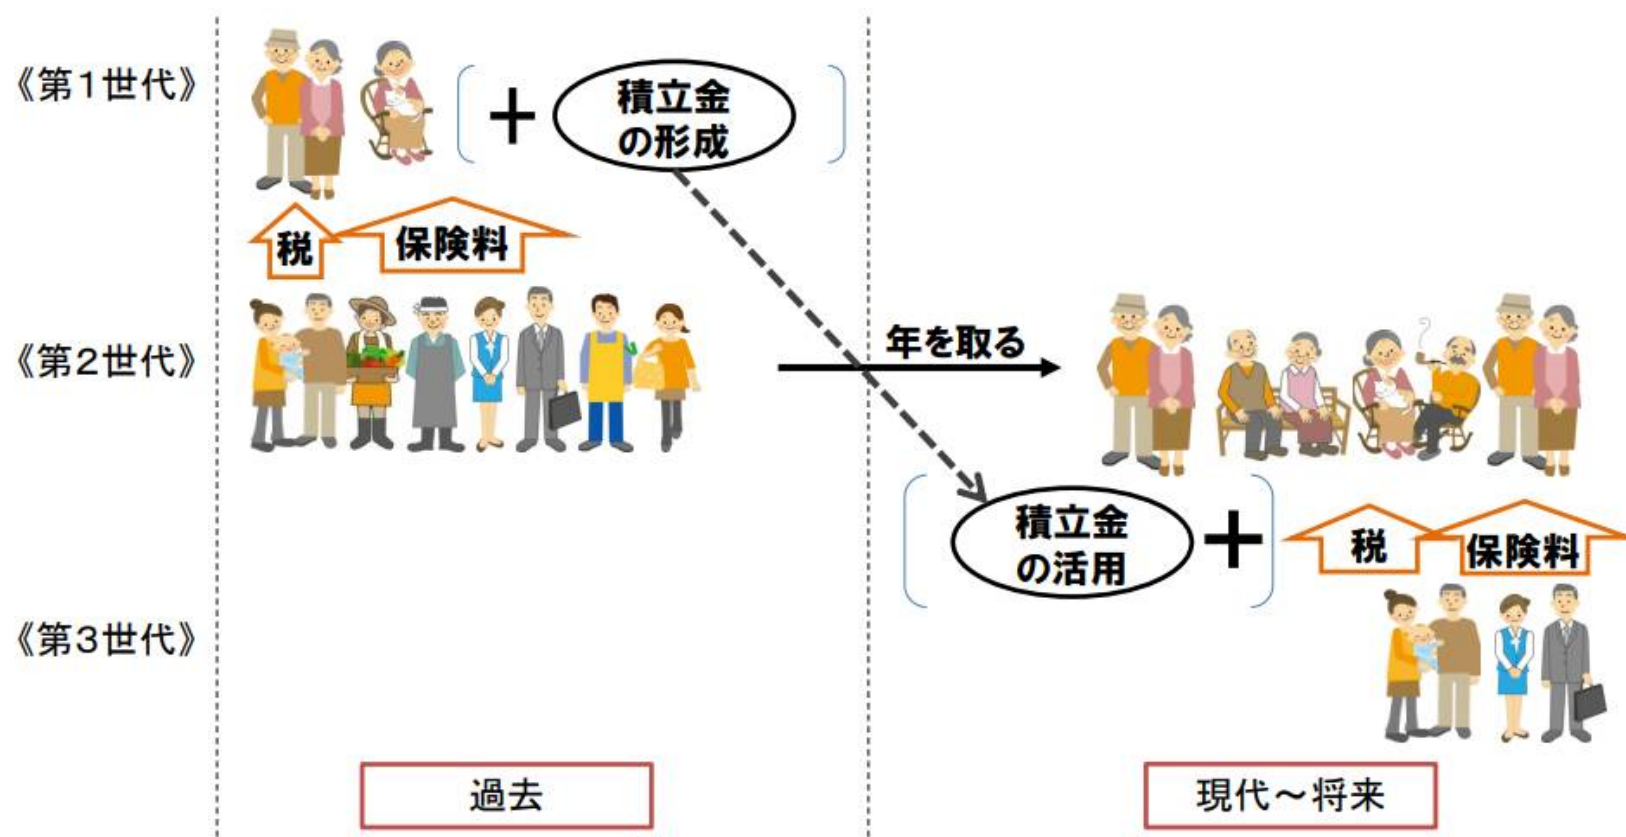 《第1世代》
＋
積立金
の形成
税
保険料
《第2世代》
年を取る
積立金
の活用
＋
税
保険料
《第3世代》
過去
現代～将来